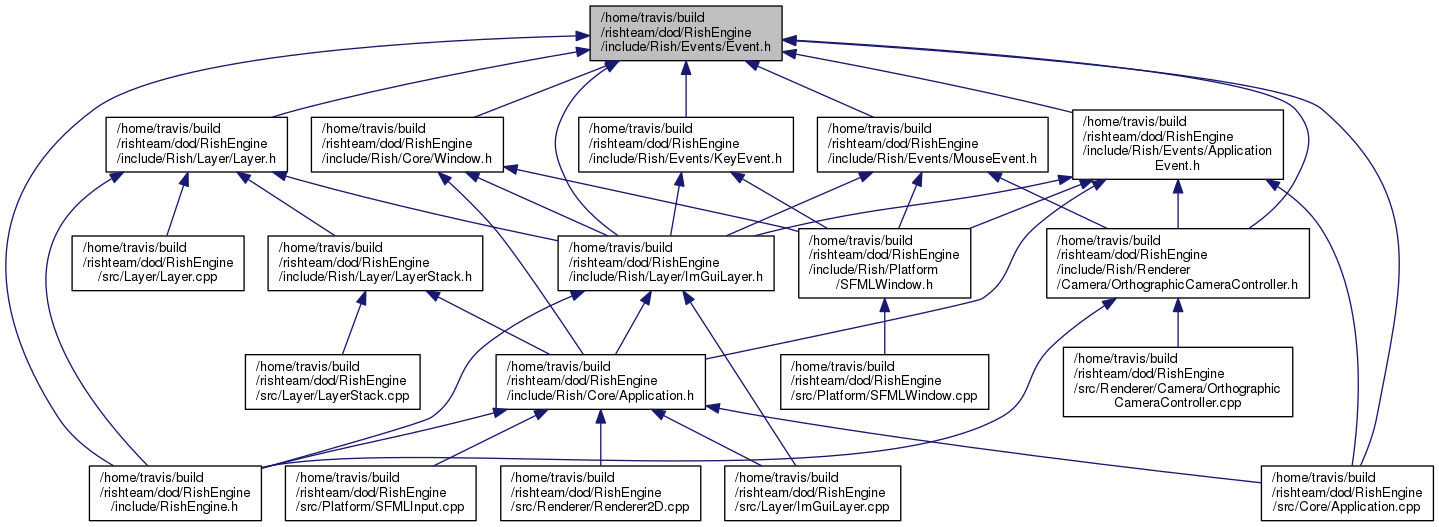 /home/travis/build
/rishteam/dod/RishEngine
/include/Rish/Events/Event.h
/home/travis/build
/rishteam/dod/RishEngine
/include/Rish/Layer/Layer.h
/home/travis/build
/rishteam/dod/RishEngine
/include/Rish/Core/Window.h
/home/travis/build
/rishteam/dod/RishEngine
/include/Rish/Events/KeyEvent.h
/home/travis/build
/rishteam/dod/RishEngine
/include/Rish/Events/MouseEvent.h
/home/travis/build
/rishteam/dod/RishEngine
/include/Rish/Events/Application
Event.h
/home/travis/build
/rishteam/dod/RishEngine
/src/Layer/Layer.cpp
/home/travis/build
/rishteam/dod/RishEngine
/include/Rish/Layer/LayerStack.h
/home/travis/build
/rishteam/dod/RishEngine
/include/Rish/Layer/ImGuiLayer.h
/home/travis/build
/rishteam/dod/RishEngine
/include/Rish/Platform
/SFMLWindow.h
/home/travis/build
/rishteam/dod/RishEngine
/include/Rish/Renderer
/Camera/OrthographicCameraController.h
/home/travis/build
/rishteam/dod/RishEngine
/src/Layer/LayerStack.cpp
/home/travis/build
/rishteam/dod/RishEngine
/include/Rish/Core/Application.h
/home/travis/build
/rishteam/dod/RishEngine
/src/Platform/SFMLWindow.cpp
/home/travis/build
/rishteam/dod/RishEngine
/src/Renderer/Camera/Orthographic
CameraController.cpp
/home/travis/build
/rishteam/dod/RishEngine
/include/RishEngine.h
/home/travis/build
/rishteam/dod/RishEngine
/src/Platform/SFMLInput.cpp
/home/travis/build
/rishteam/dod/RishEngine
/src/Renderer/Renderer2D.cpp
/home/travis/build
/rishteam/dod/RishEngine
/src/Layer/ImGuiLayer.cpp
/home/travis/build
/rishteam/dod/RishEngine
/src/Core/Application.cpp